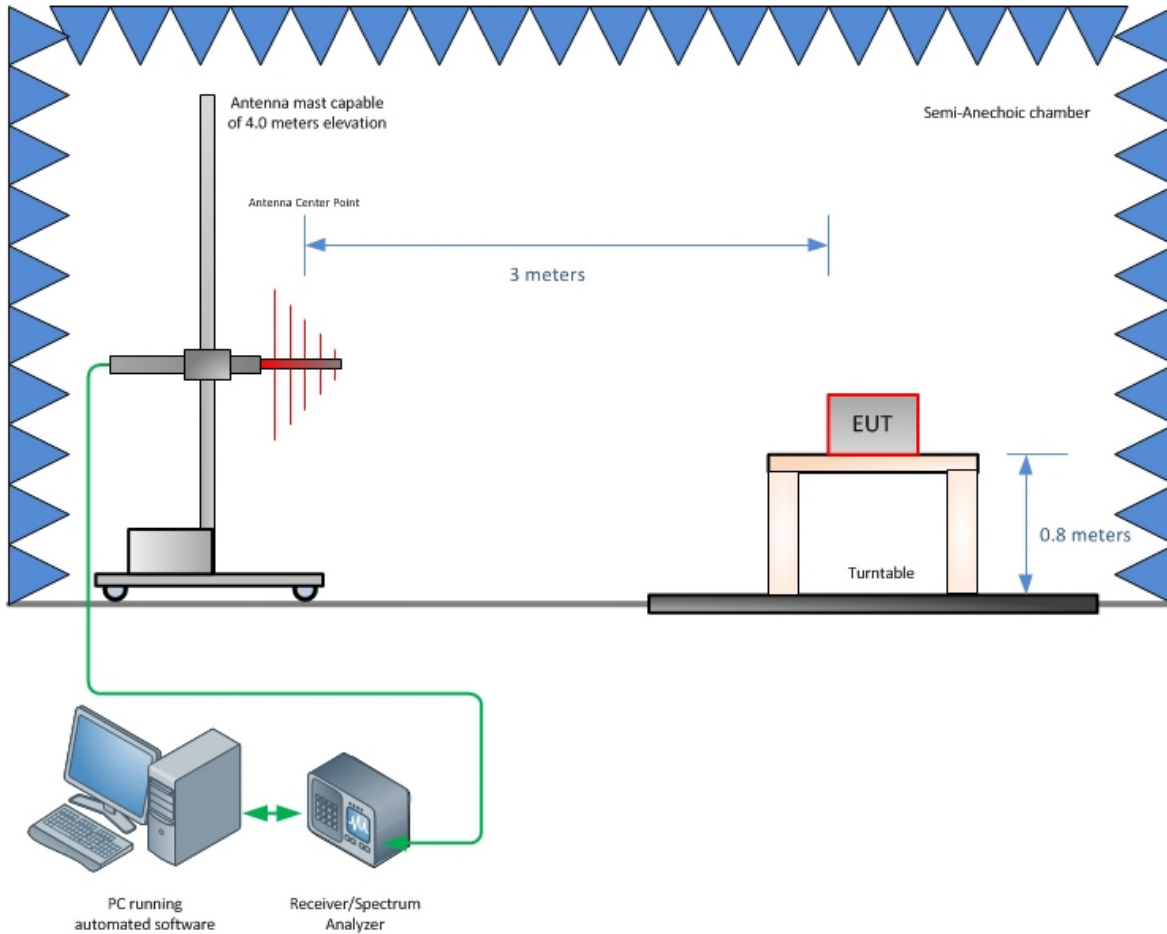 Antenna mast capable
of 4.0 meters elevation
Semi-Anechoic chamber
Antenna Center Point
3 meters
EUT
0.8 meters
Turntable
PC running
automated software
Receiver/Spectrum
Analyzer